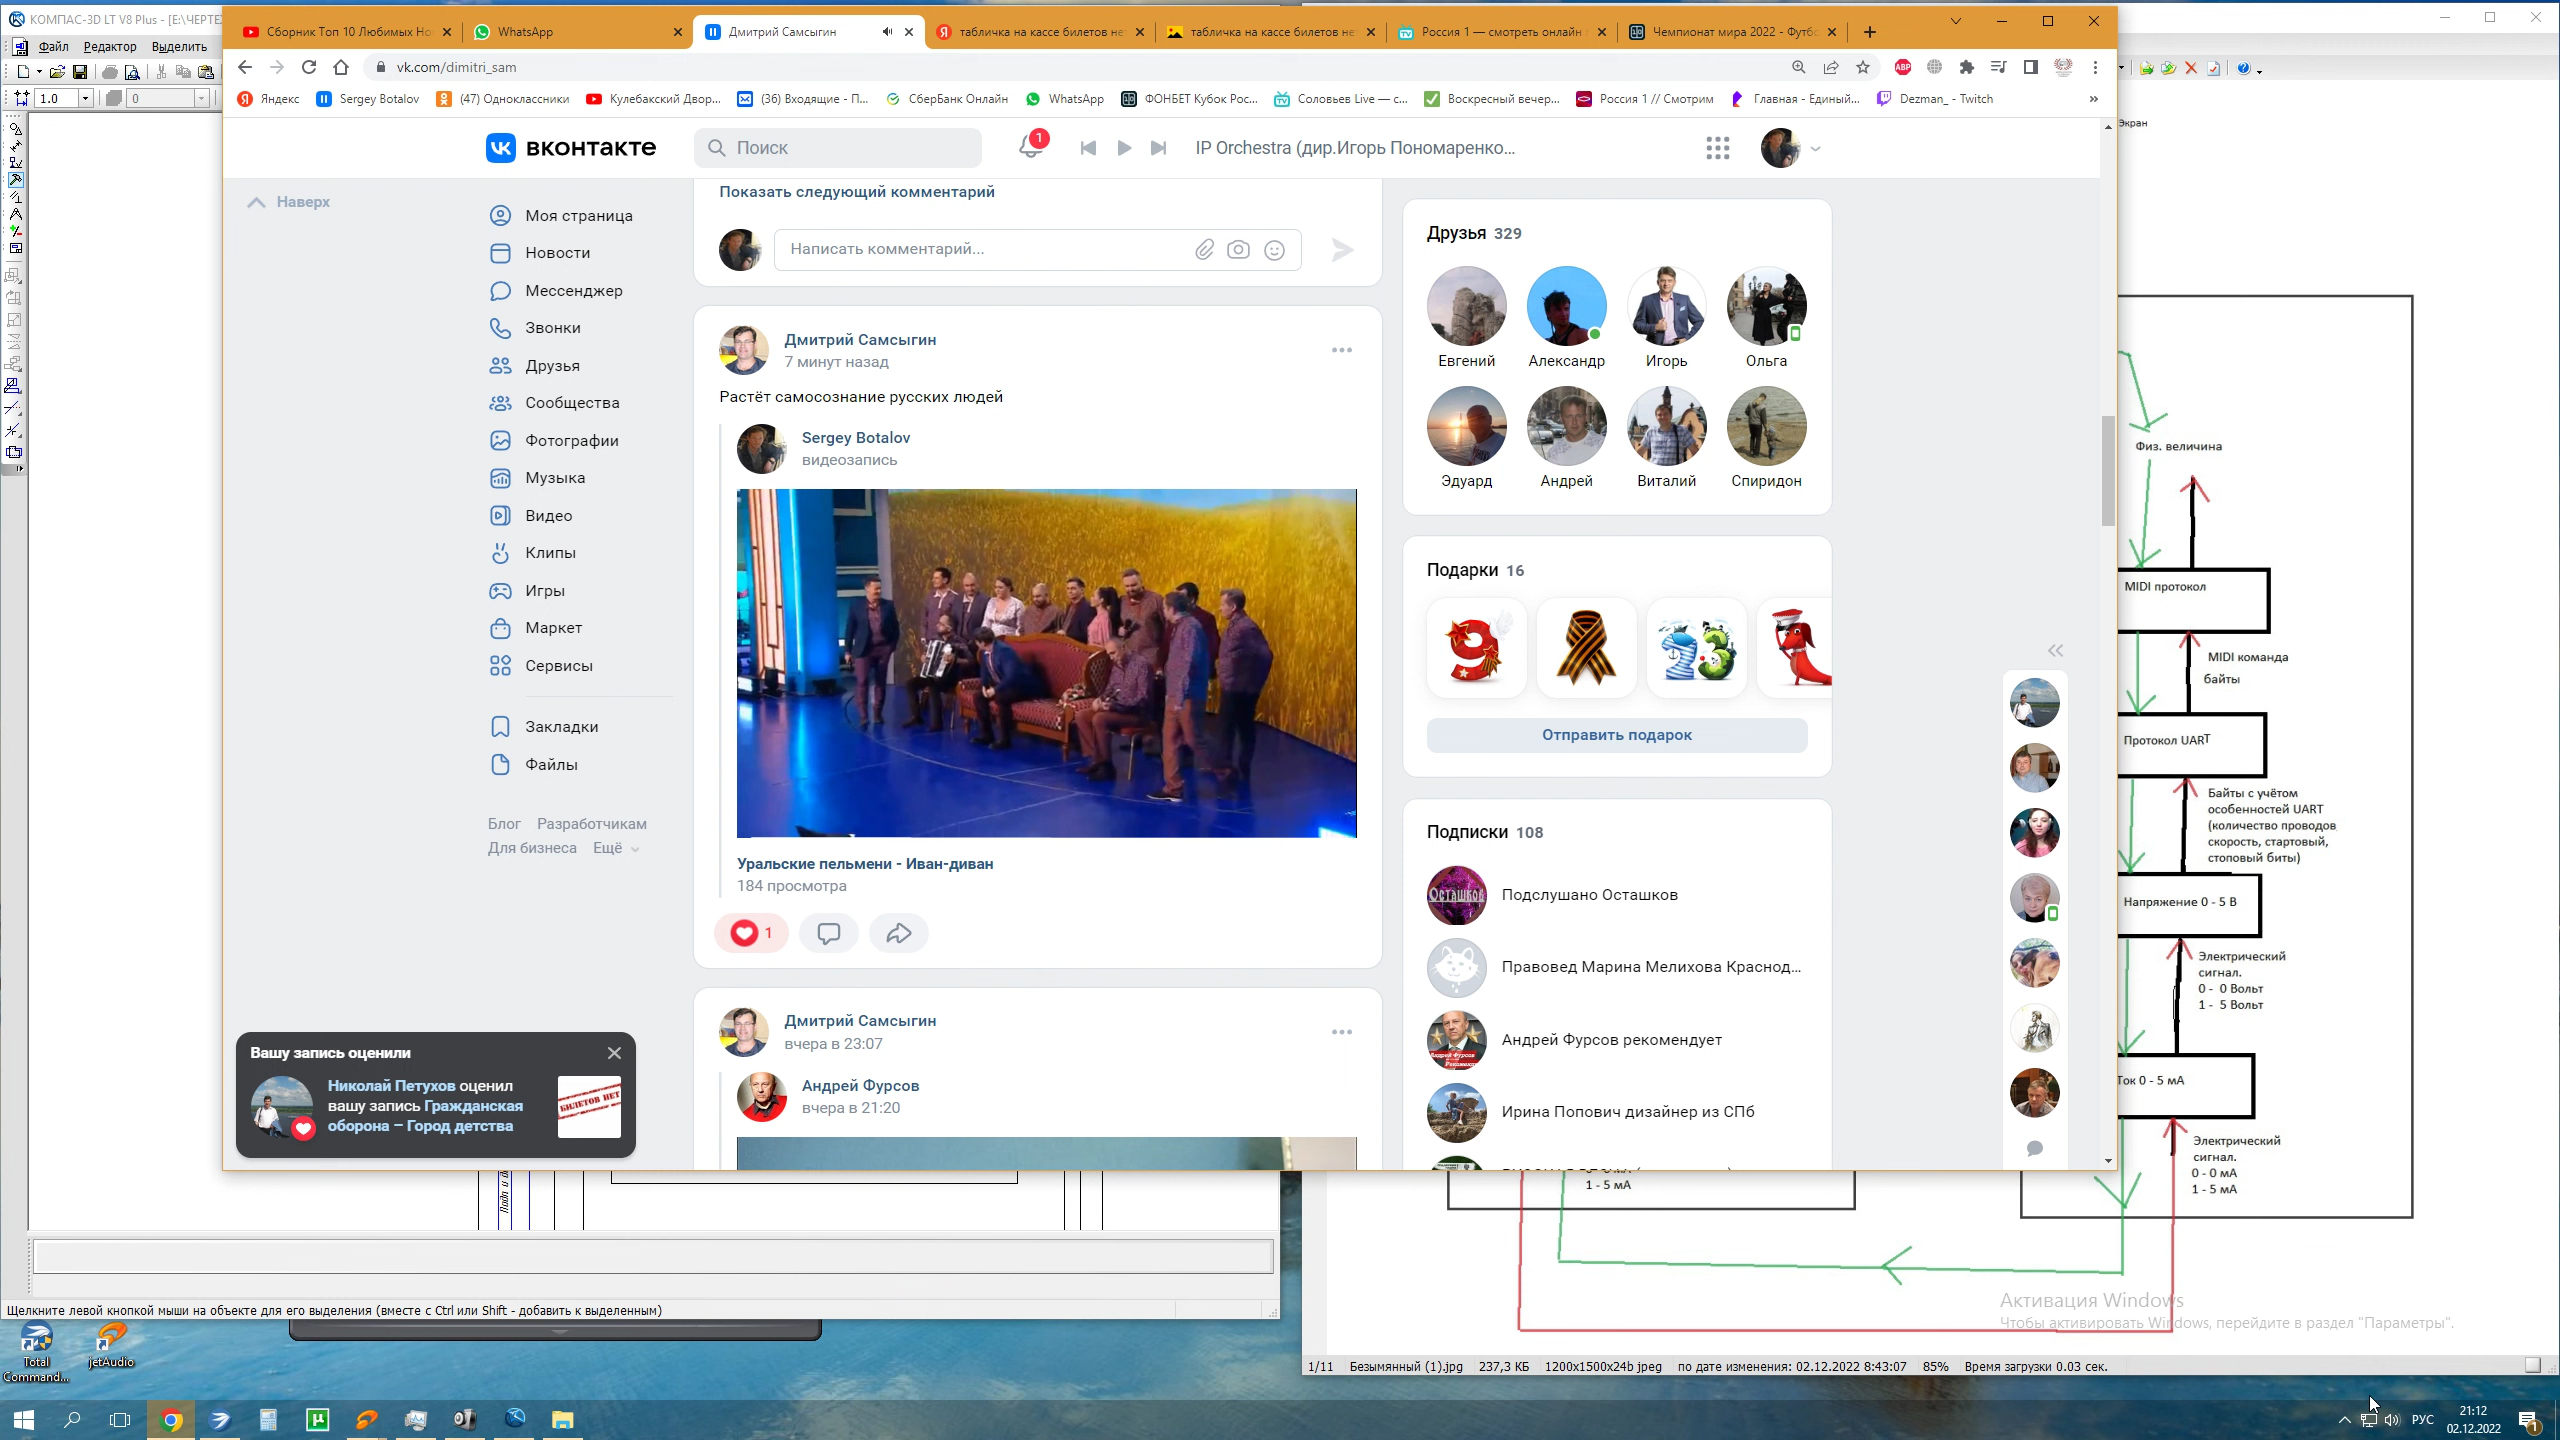 КОМПАС-3D LT V8 Plus - [E:\ЧЕРТЕ
Файл Редактор Выделить
1.0
0
Сборник Топ 10 Любимых Но
WhatsApp
Дмитрий Самсыгин
табличка на кассе билетов не
табличка на кассе билетов не
Россия 1 — смотреть онлайн
Чемпионат мира 2022 - Футбо
vk.com/dimitri_sam
ABP
Яндекс
Sergey Botalov
(47) Одноклассники
Кулебакский Двор...
(36) Входящие - П...
СберБанк Онлайн
WhatsApp
ФОНБЕТ Кубок Рос...
Соловьев Live — с...
Воскресный вечер...
Россия 1 // Смотрим
Главная - Единый...
Dezman_ - Twitch
»
вконтакте
Поиск
1
IP Orchestra (дир.Игорь Пономаренко...
Наверх
Моя страница
Новости
Мессенджер
Звонки
Друзья
Сообщества
Фотографии
Музыка
Видео
Клипы
Игры
Маркет
Сервисы
Закладки
Файлы
Блог Разработчикам
Для бизнеса Ещё
Показать следующий комментарий
Написать комментарий...
Дмитрий Самсыгин
7 минут назад
Растёт самосознание русских людей
Sergey Botalov
видеозапись
Уральские пельмени - Иван-диван
184 просмотра
1
Дмитрий Самсыгин
вчера в 23:07
Андрей Фурсов
вчера в 21:20
Друзья 329
Евгений
Александр
Игорь
Ольга
Эдуард
Андрей
Виталий
Спиридон
Подарки 16
9
23
Отправить подарок
Подписки 108
Осташков
Подслушано Осташков
Правовед Марина Мелихова Краснод...
Андрей Фурсов рекомендует
Ирина Попович дизайнер из СПб
Вашу запись оценили
Николай Петухов оценил
вашу запись Гражданская
оборона – Город детства
БИЛЕТОВ НЕТ
Экран
Физ. величина
MIDI протокол
MIDI команда
байты
Протокол UART
Байты с учётом
особенностей UART
(количество проводов
скорость, стартовый,
стоповый биты)
Напряжение 0 - 5 В
Электрический
сигнал.
0 - 0 Вольт
1 - 5 Вольт
Ток 0 - 5 мА
Электрический
сигнал.
0 - 0 мА
1 - 5 мА
1 - 5 мА
Активация Windows
Чтобы активировать Windows, перейдите в раздел "Параметры".
Щелкните левой кнопкой мыши на объекте для его выделения (вместе с Ctrl или Shift - добавить к выделенным)
1/11 Безымянный (1).jpg 237,3 КБ 1200x1500x24b jpeg по дате изменения: 02.12.2022 8:43:07 85% Время загрузки 0.03 сек.
Total
Command...
jetAudio
РУС
21:12
02.12.2022
1